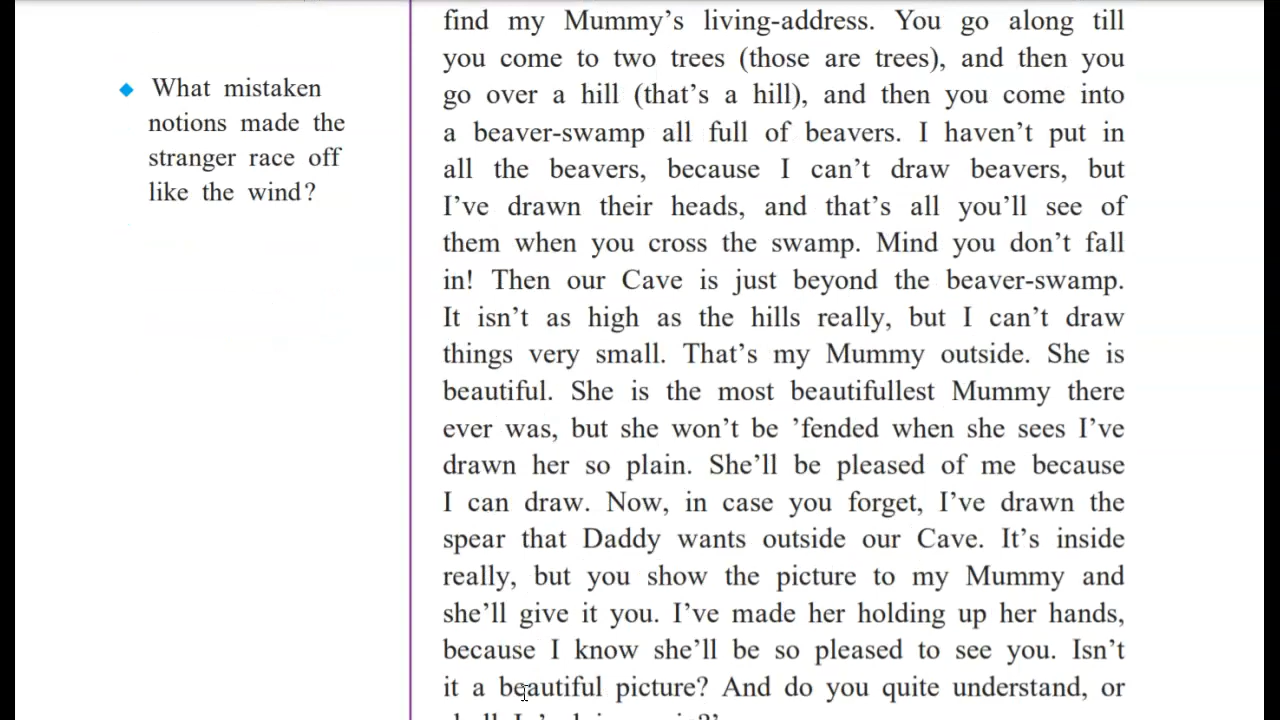 What mistaken
notions made the
stranger race off
like the wind?
find my Mummy’s living-address. You go along till
you come to two trees (those are trees), and then you
go over a hill (that’s a hill), and then you come into
a beaver-swamp all full of beavers. I haven’t put in
all the beavers, because I can’t draw beavers, but
I’ve drawn their heads, and that’s all you’ll see of
them when you cross the swamp. Mind you don’t fall
in! Then our Cave is just beyond the beaver-swamp.
It isn’t as high as the hills really, but I can’t draw
things very small. That’s my Mummy outside. She is
beautiful. She is the most beautifullest Mummy there
ever was, but she won’t be ’fended when she sees I’ve
drawn her so plain. She’ll be pleased of me because
I can draw. Now, in case you forget, I’ve drawn the
spear that Daddy wants outside our Cave. It’s inside
really, but you show the picture to my Mummy and
she’ll give it you. I’ve made her holding up her hands,
because I know she’ll be so pleased to see you. Isn’t
it a beautiful picture? And do you quite understand, or